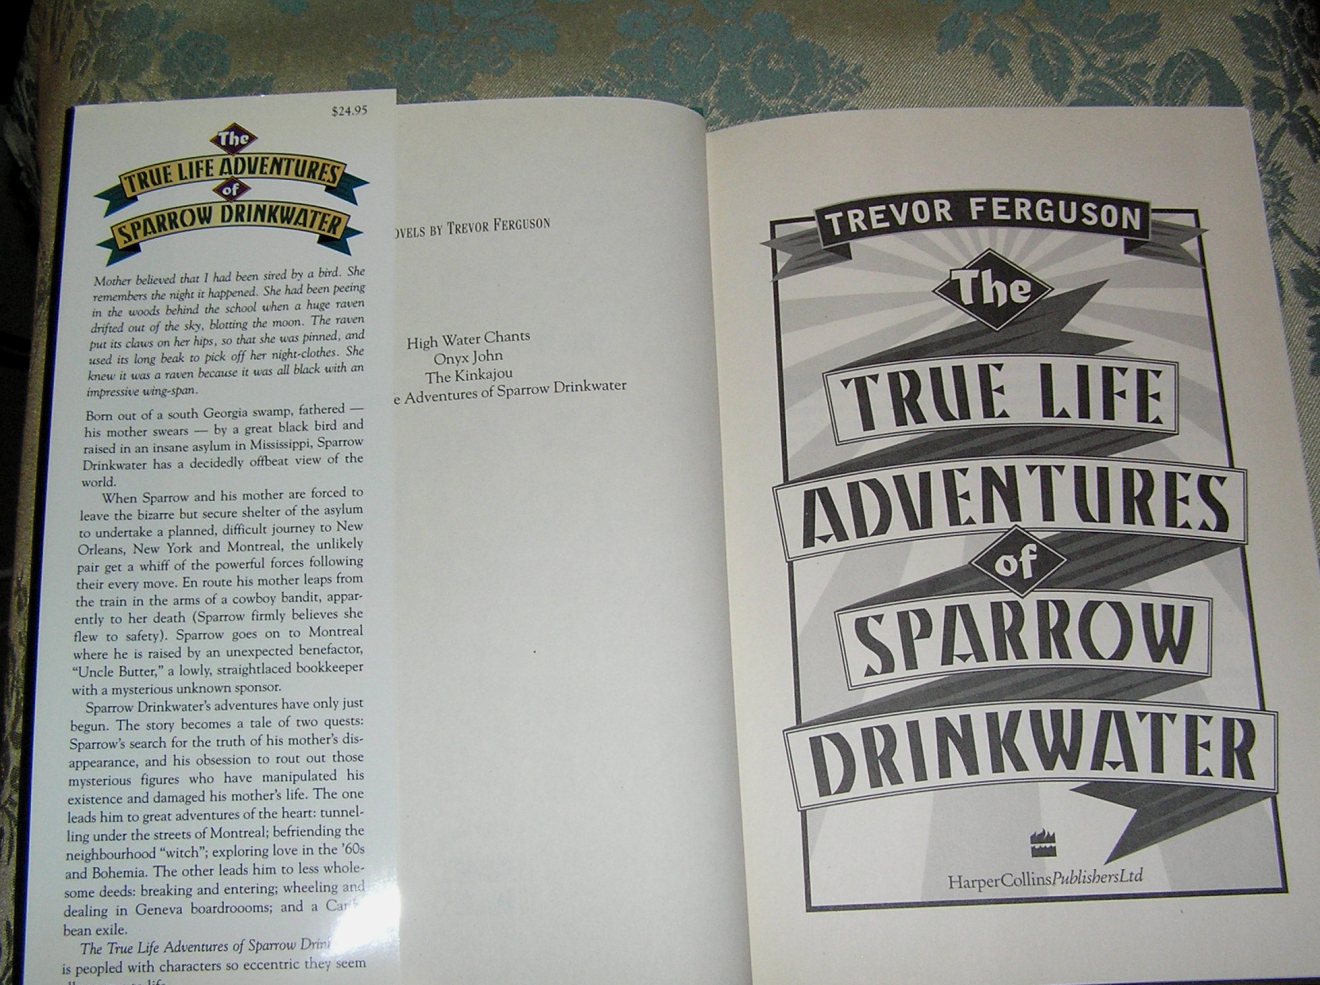 $24.95
The
TRUE LIFE ADVENTURES
of
SPARROW DRINKWATER
Mother believed that I had been sired by a bird. She
remembers the night it happened. She had been peeing
in the woods behind the school when a huge raven
drifted out of the sky, blotting the moon. The raven
put its claws on her hips, so that she was pinned, and
used its long beak to pick off her night-clothes. She
knew it was a raven because it was all black with an
impressive wing-span.
Born out of a south Georgia swamp, fathered —
his mother swears — by a great black bird and
raised in an insane asylum in Mississippi, Sparrow
Drinkwater has a decidedly offbeat view of the
world.
When Sparrow and his mother are forced to
leave the bizarre but secure shelter of the asylum
to undertake a planned, difficult journey to New
Orleans, New York and Montreal, the unlikely
pair get a whiff of the powerful forces following
their every move. En route his mother leaps from
the train in the arms of a cowboy bandit, appar-
ently to her death (Sparrow firmly believes she
flew to safety). Sparrow goes on to Montreal
where he is raised by an unexpected benefactor,
"Uncle Butter," a lowly, straightlaced bookkeeper
with a mysterious unknown sponsor.
Sparrow Drinkwater's adventures have only just
begun. The story becomes a tale of two quests:
Sparrow's search for the truth of his mother's dis-
appearance, and his obsession to rout out those
mysterious figures who have manipulated his
existence and damaged his mother's life. The one
leads him to great adventures of the heart: tunnel-
ling under the streets of Montreal; befriending the
neighbourhood "witch"; exploring love in the '60s
and Bohemia. The other leads him to less whole-
some deeds: breaking and entering; wheeling and
dealing in Geneva boardroooms; and a
bean exile.
The True Life Adventures of Sparrow
is peopled with characters so eccentric they seem
OVELS BY TREVOR FERGUSON
High Water Chants
Onyx John
The Kinkajou
e Adventures of Sparrow Drinkwater
TREVOR FERGUSON
The
TRUE LIFE
ADVENTURES
of
SPARROW
DRINKWATER
HarperCollinsPublishersLtd